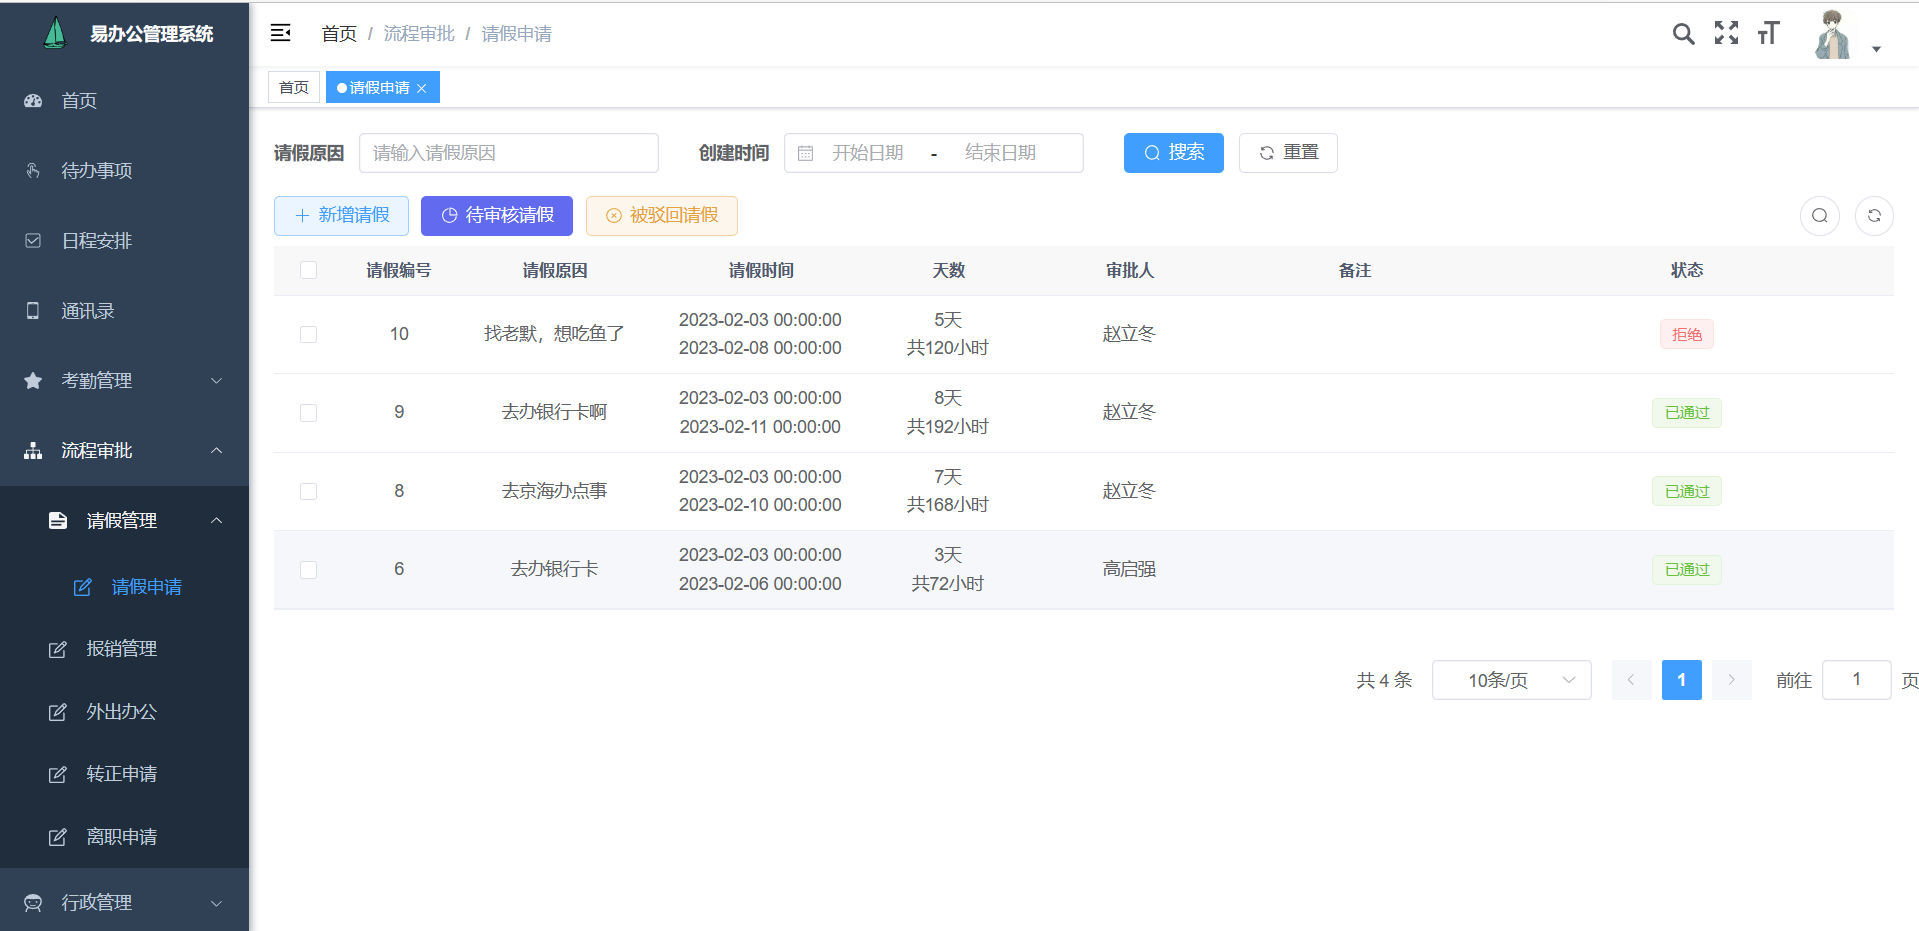 易办公管理系统
首页
待办事项
日程安排
通讯录
考勤管理
流程审批
请假管理
请假申请
报销管理
外出办公
转正申请
离职申请
行政管理
首页 / 流程审批 / 请假申请
首页 请假申请
请假原因 请输入请假原因 创建时间 开始日期 - 结束日期 搜索 重置
新增请假 待审核请假 被驳回请假
请假编号 请假原因 请假时间 天数 审批人 备注 状态
10 找老默，想吃鱼了 2023-02-03 00:00:00 5天 赵立冬 拒绝
2023-02-08 00:00:00 共120小时
9 去办银行卡啊 2023-02-03 00:00:00 8天 赵立冬 已通过
2023-02-11 00:00:00 共192小时
8 去京海办点事 2023-02-03 00:00:00 7天 赵立冬 已通过
2023-02-10 00:00:00 共168小时
6 去办银行卡 2023-02-03 00:00:00 3天 高启强 已通过
2023-02-06 00:00:00 共72小时
共 4 条 10条/页 1 前往 1 页